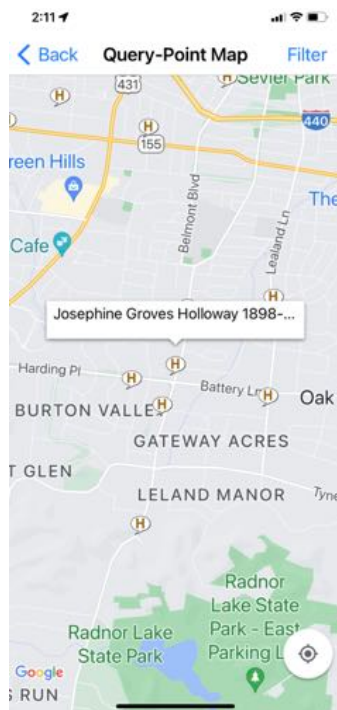 2:11
Back Query-Point Map Filter
Sevier Park
H
H
431
440
H
155
reen Hills
The
Belmont Blvd
Lealand Ln
Cafe
H
Josephine Groves Holloway 1898-...
H
Harding Pl
H
Battery Ln
H
Oak
BURTON VALLE
H
GATEWAY ACRES
T GLEN
LELAND MANOR
Tyne
H
Radnor
Lake State
Park - East
Parking L
Radnor Lake
State Park
Google
S RUN